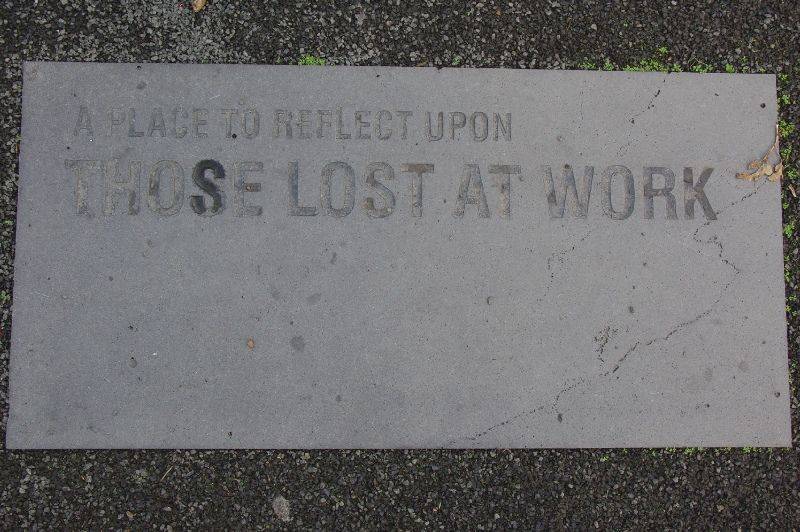 A PLACE TO REFLECT UPON
THOSE LOST AT WORK